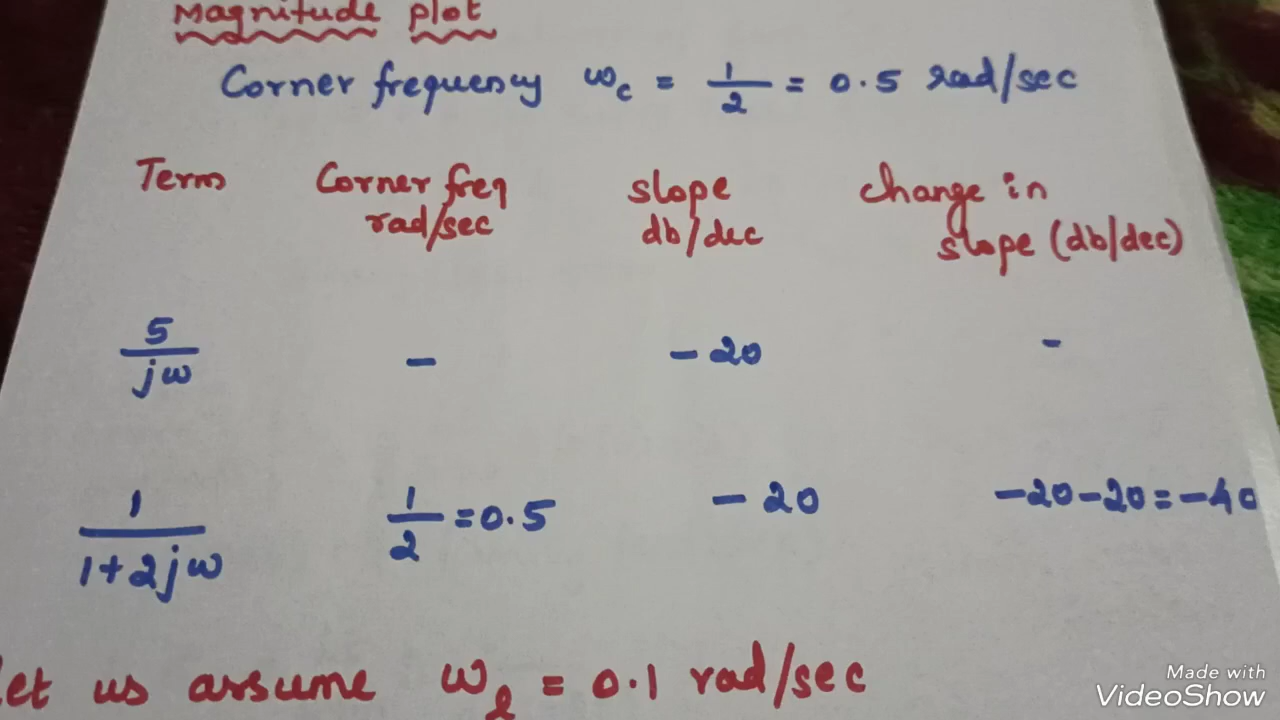 Magnitude plot
Corner frequency ωc = 1/2 = 0.5 rad/sec
Term Corner freq rad/sec slope db/dec change in slope (db/dec)
5/jω - -20 -
1/1+2jω 1/2 =0.5 -20 -20-20=-40
let us assume ωl = 0.1 rad/sec
Made with
VideoShow